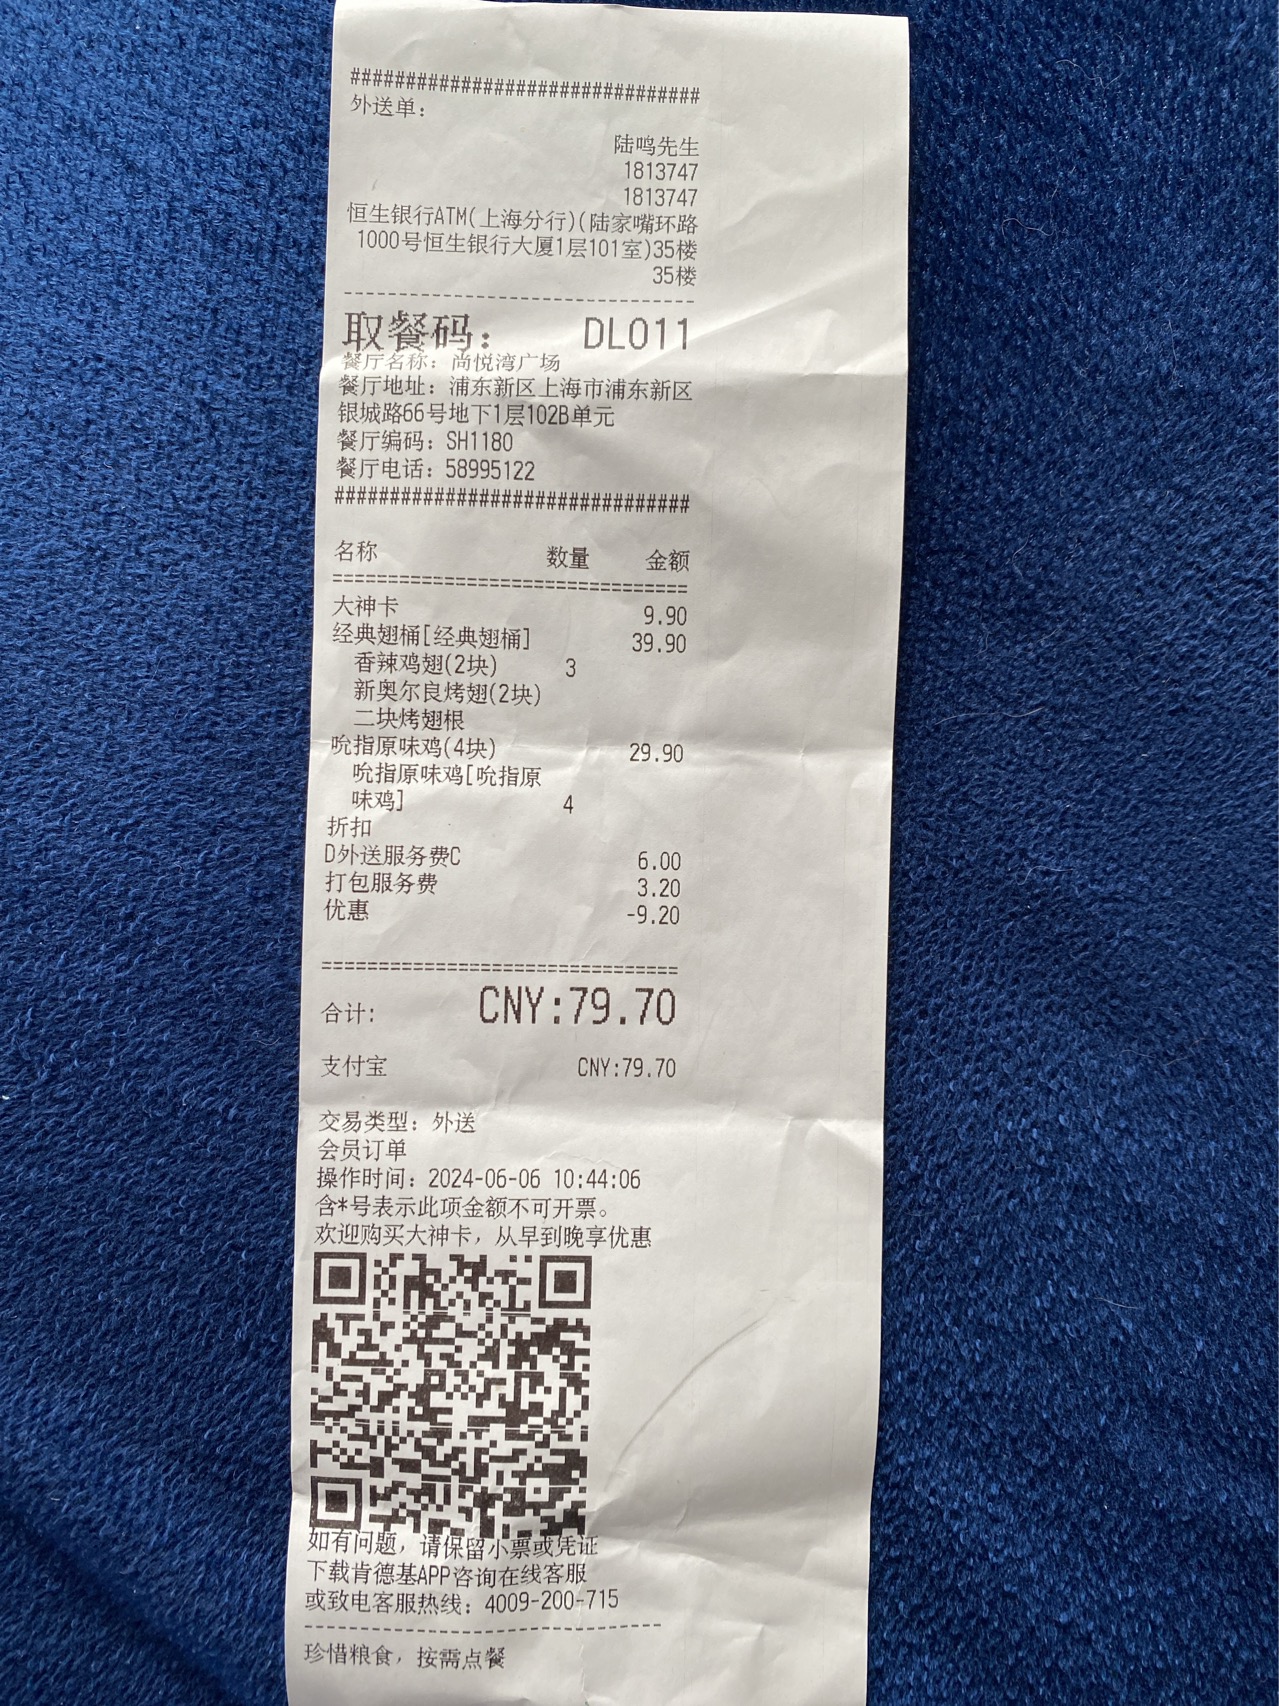 ################################
外送单:
陆鸣先生
1813747
1813747
恒生银行ATM(上海分行)(陆家嘴环路
1000号恒生银行大厦1层101室)35楼
35楼
--------------------------------
取餐码: DL011
餐厅名称: 尚悦湾广场
餐厅地址: 浦东新区上海市浦东新区
银城路66号地下1层102B单元
餐厅编码: SH1180
餐厅电话: 58995122
################################
名称 数量 金额
================================
大神卡 9.90
经典翅桶[经典翅桶] 39.90
香辣鸡翅(2块) 3
新奥尔良烤翅(2块)
二块烤翅根
吮指原味鸡(4块) 29.90
吮指原味鸡[吮指原
味鸡] 4
折扣
D外送服务费C 6.00
打包服务费 3.20
优惠 -9.20
================================
合计: CNY:79.70
支付宝 CNY:79.70
交易类型: 外送
会员订单
操作时间: 2024-06-06 10:44:06
含*号表示此项金额不可开票。
欢迎购买大神卡，从早到晚享优惠
如有问题，请保留小票或凭证
下载肯德基APP咨询在线客服
或致电客服热线: 4009-200-715
--------------------------------
珍惜粮食，按需点餐